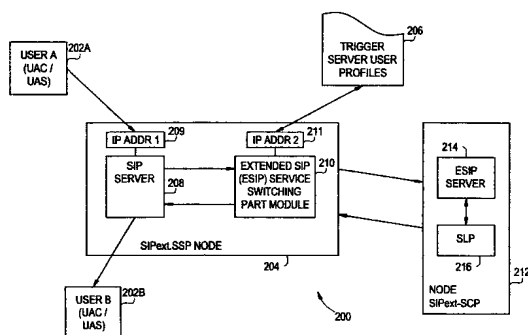 USER A
(UAC /
UAS)
202A
206
TRIGGER
SERVER USER
PROFILES
209
IP ADDR 1
211
IP ADDR 2
SIP
SERVER
208
EXTENDED SIP
(ESIP) SERVICE
SWITCHING
PART MODULE
210
SIPext.SSP NODE
204
214
ESIP
SERVER
SLP
216
NODE
SIPext-SCP
212
USER B
(UAC /
UAS)
202B
200